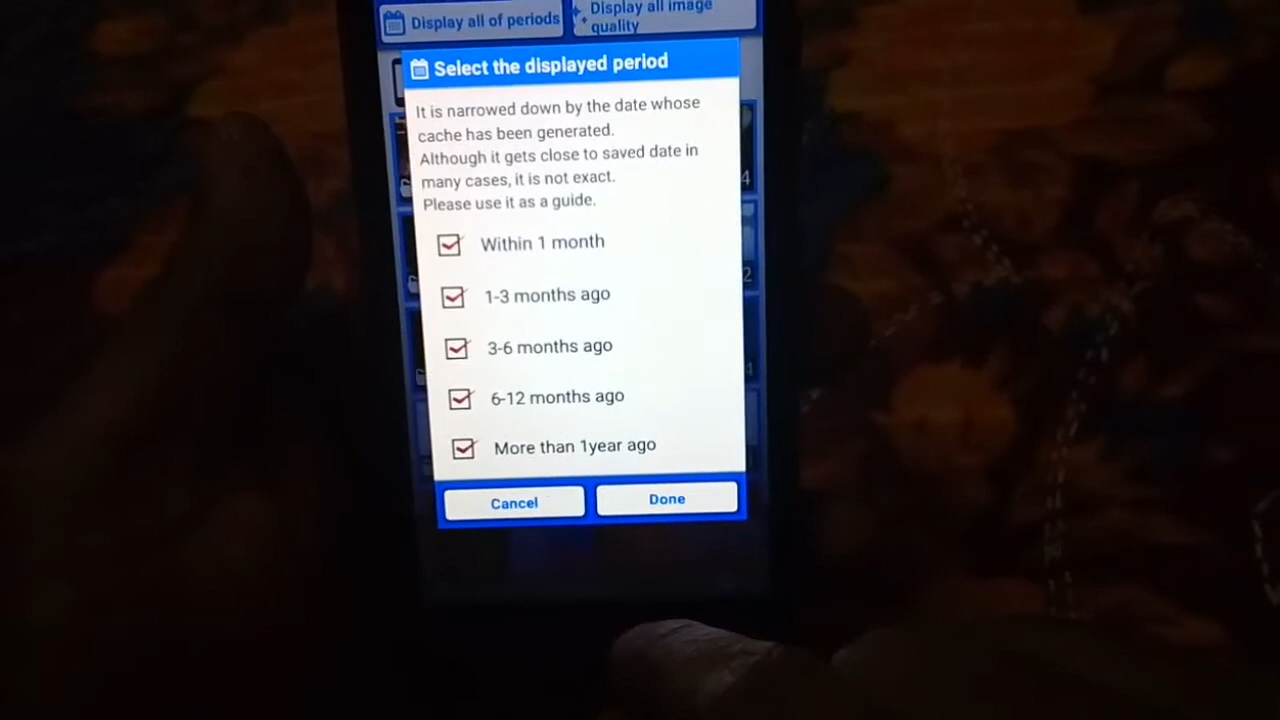 Display all of periods
Display all image
quality
Select the displayed period
It is narrowed down by the date whose
cache has been generated.
Although it gets close to saved date in
many cases, it is not exact.
Please use it as a guide.
Within 1 month
1-3 months ago
3-6 months ago
6-12 months ago
More than 1year ago
Cancel
Done
4
2
4